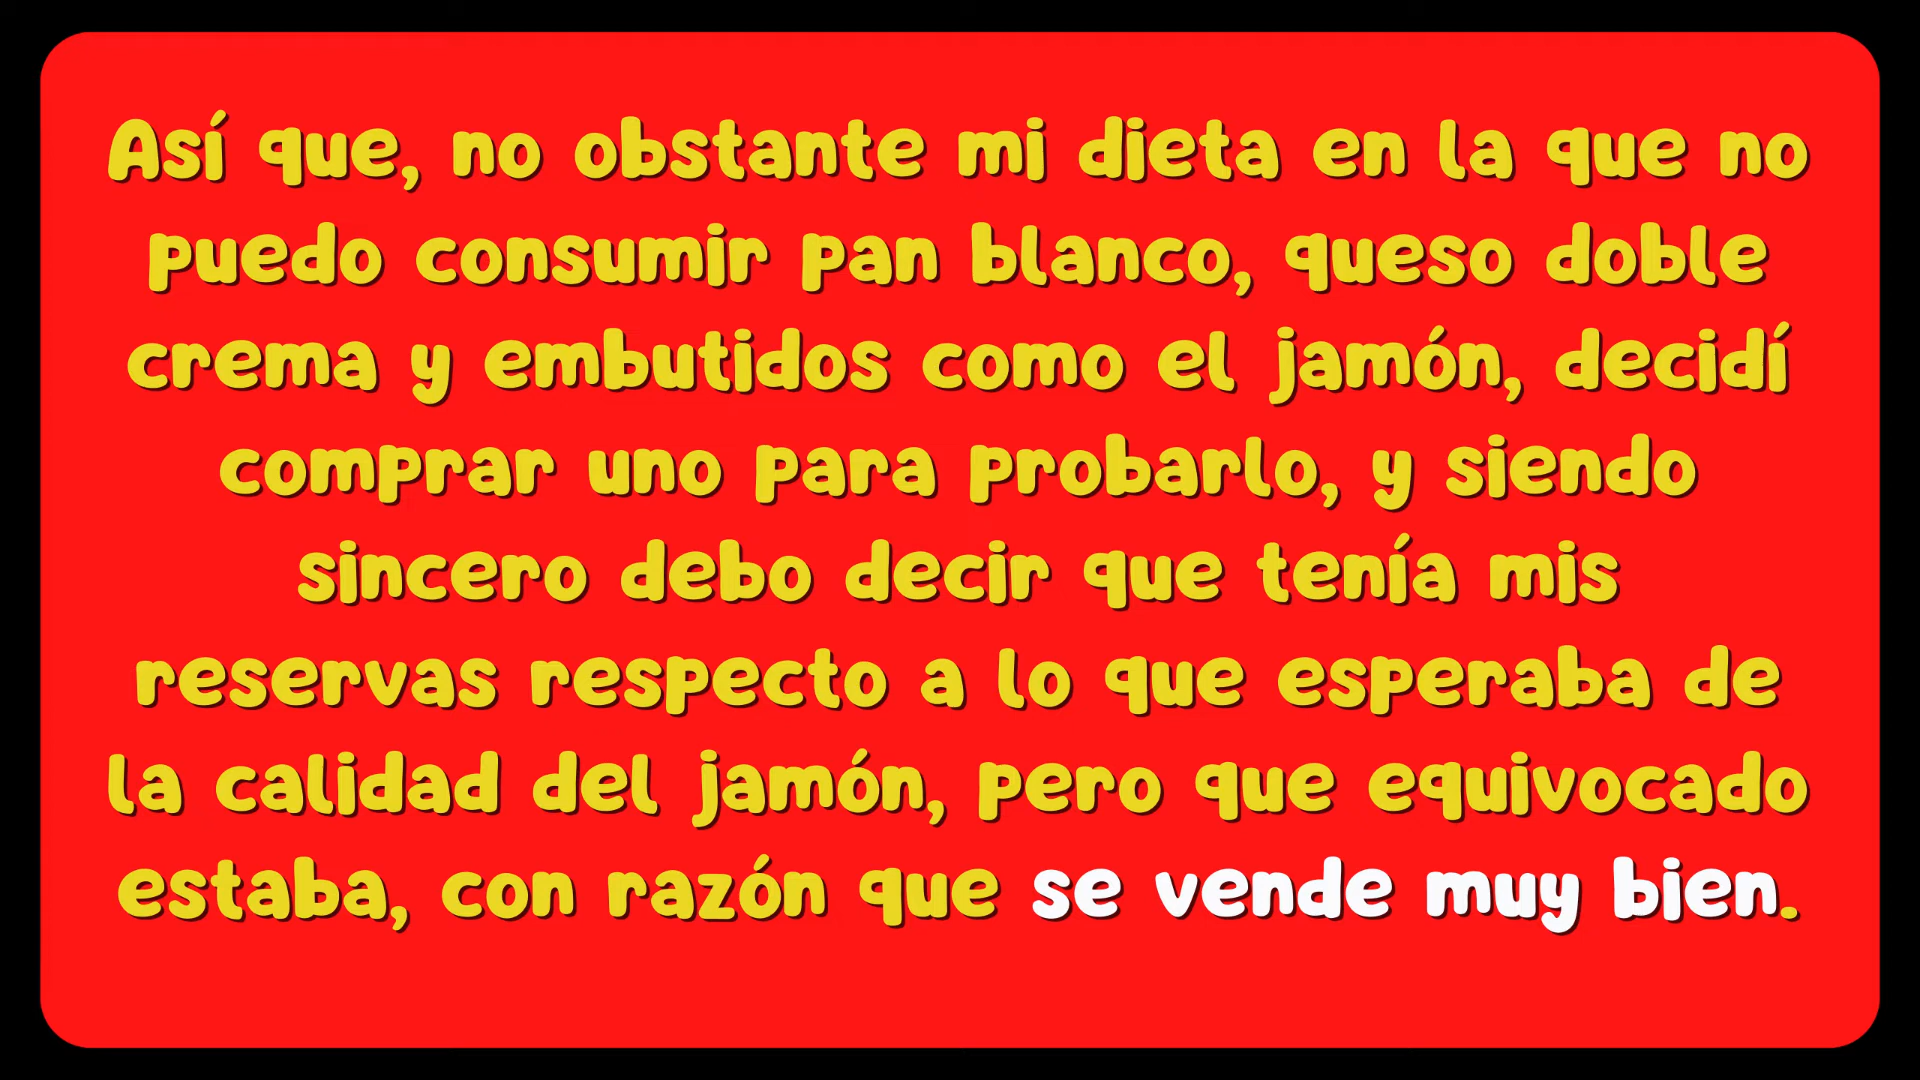 Así que, no obstante mi dieta en la que no
puedo consumir pan blanco, queso doble
crema y embutidos como el jamón, decidí
comprar uno para probarlo, y siendo
sincero debo decir que tenía mis
reservas respecto a lo que esperaba de
la calidad del jamón, pero que equivocado
estaba, con razón que se vende muy bien.